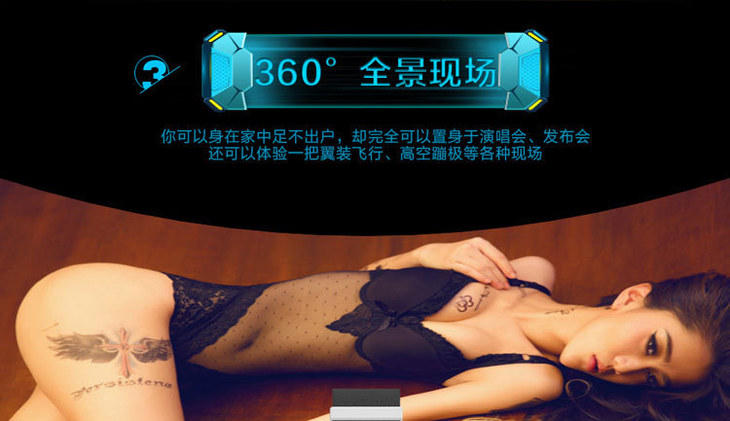 3
360° 全景现场
你可以身在家中足不出户，却完全可以置身于演唱会、发布会
还可以体验一把翼装飞行、高空蹦极等各种现场